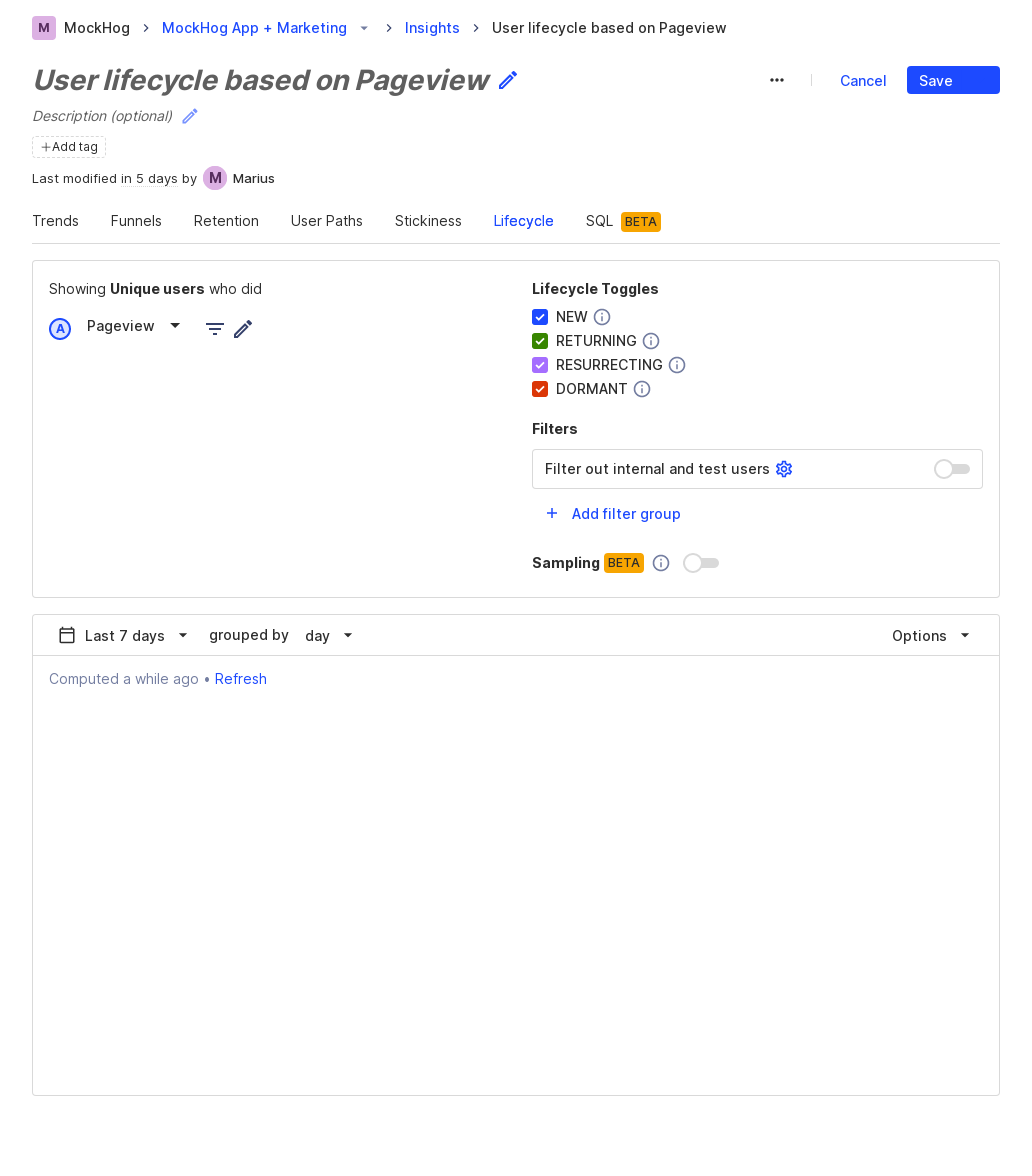 M MockHog MockHog App + Marketing Insights User lifecycle based on Pageview
User lifecycle based on Pageview
Cancel Save
Description (optional)
Add tag
Last modified in 5 days by M Marius
Trends Funnels Retention User Paths Stickiness Lifecycle SQL BETA
Showing Unique users who did
A Pageview
Lifecycle Toggles
NEW
RETURNING
RESURRECTING
DORMANT
Filters
Filter out internal and test users
Add filter group
Sampling BETA
Last 7 days grouped by day Options
Computed a while ago • Refresh